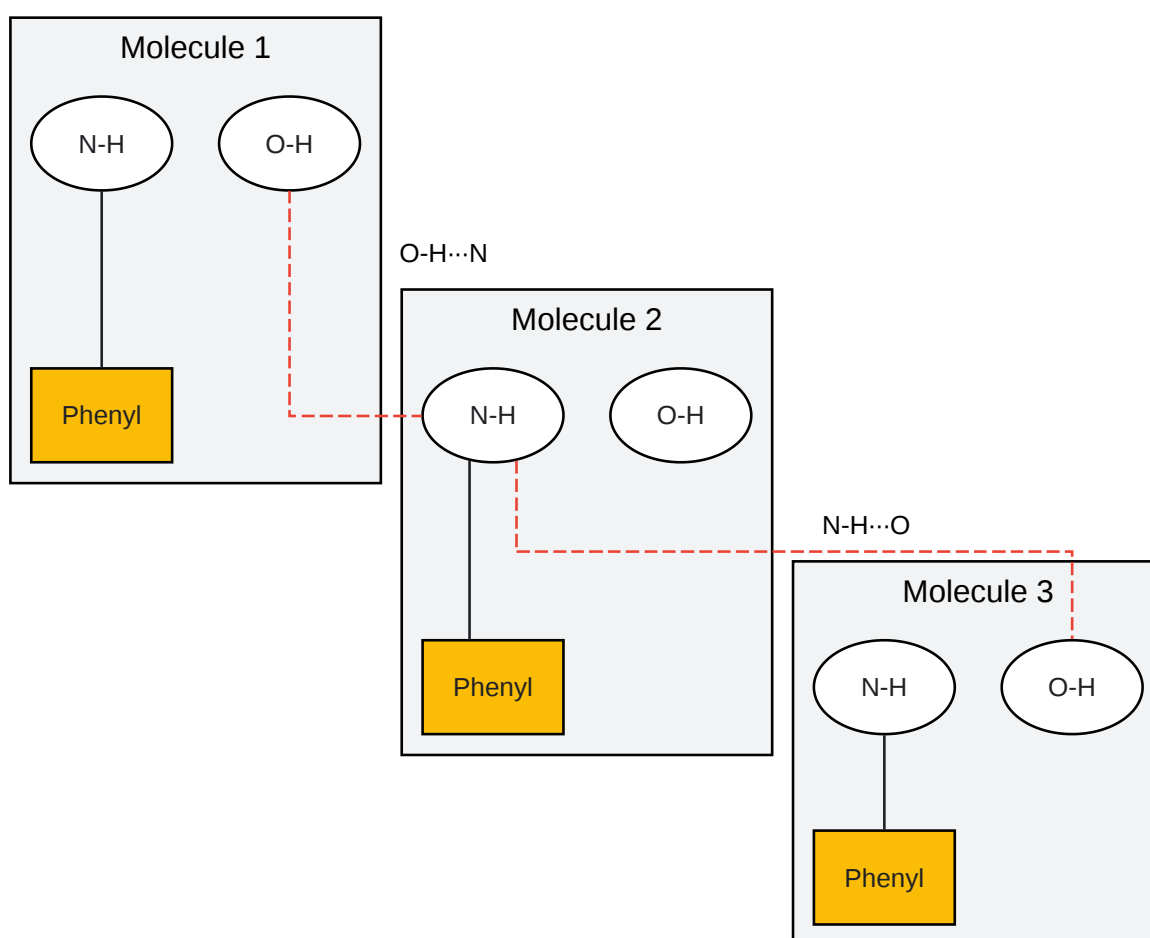 Molecule 1
N-H
O-H
Phenyl
O-H···N
Molecule 2
N-H
O-H
Phenyl
N-H···O
Molecule 3
N-H
O-H
Phenyl